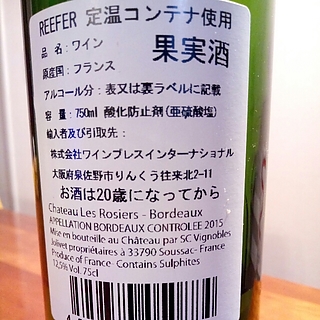 REEFER 定温コンテナ使用
品 名:ワイン 果実酒
原産国:フランス
アルコール分:表又は裏ラベルに記載
容 量:750ml 酸化防止剤(亜硫酸塩)
輸入者及び引取先:
株式会社ワインプレスインターナショナル
大阪府泉佐野市りんくう往来北2-11
お酒は20歳になってから
Chateau Les Rosiers - Bordeaux
APPELLATION BORDEAUX CONTROLEE 2015
Mise en bouteille au Château par SC Vignobles
Jolivet propriétaires à 33790 Soussac- France
Produce of France- Contains Sulphites
12,5% Vol. 75cl